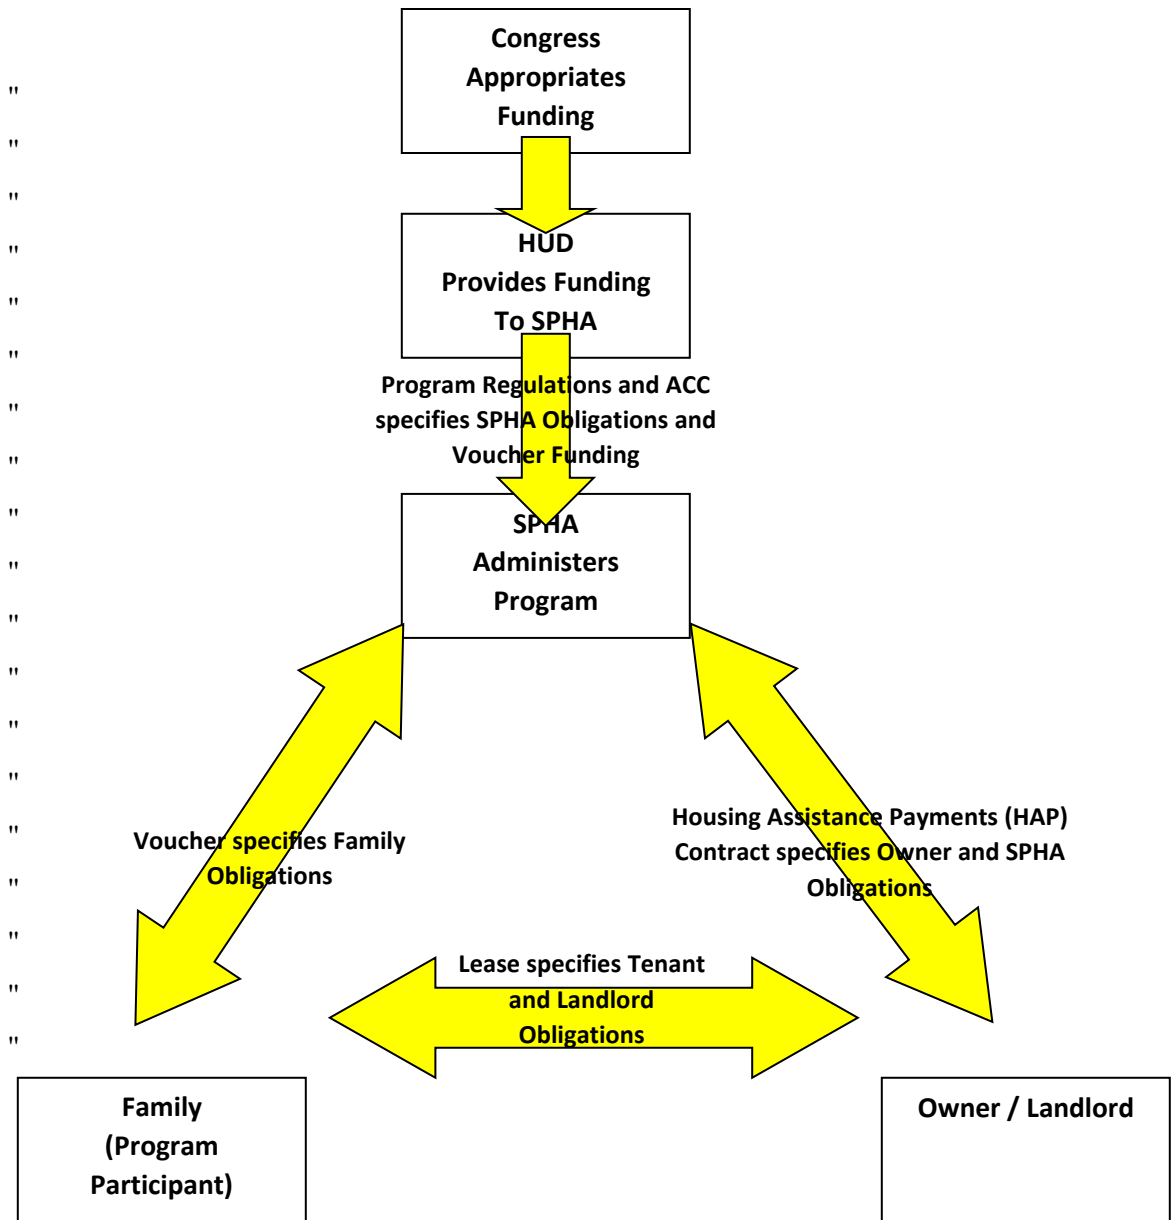 Congress
Appropriates
Funding
"
"
"
HUD
Provides Funding
To SPHA
"
"
"
Program Regulations and ACC
specifies SPHA Obligations and
Voucher Funding
"
"
SPHA
Administers
Program
"
"
"
"
"
"
Voucher specifies Family
Obligations
Housing Assistance Payments (HAP)
Contract specifies Owner and SPHA
Obligations
"
"
Lease specifies Tenant
and Landlord
Obligations
"
"
"
Family
(Program
Participant)
Owner / Landlord